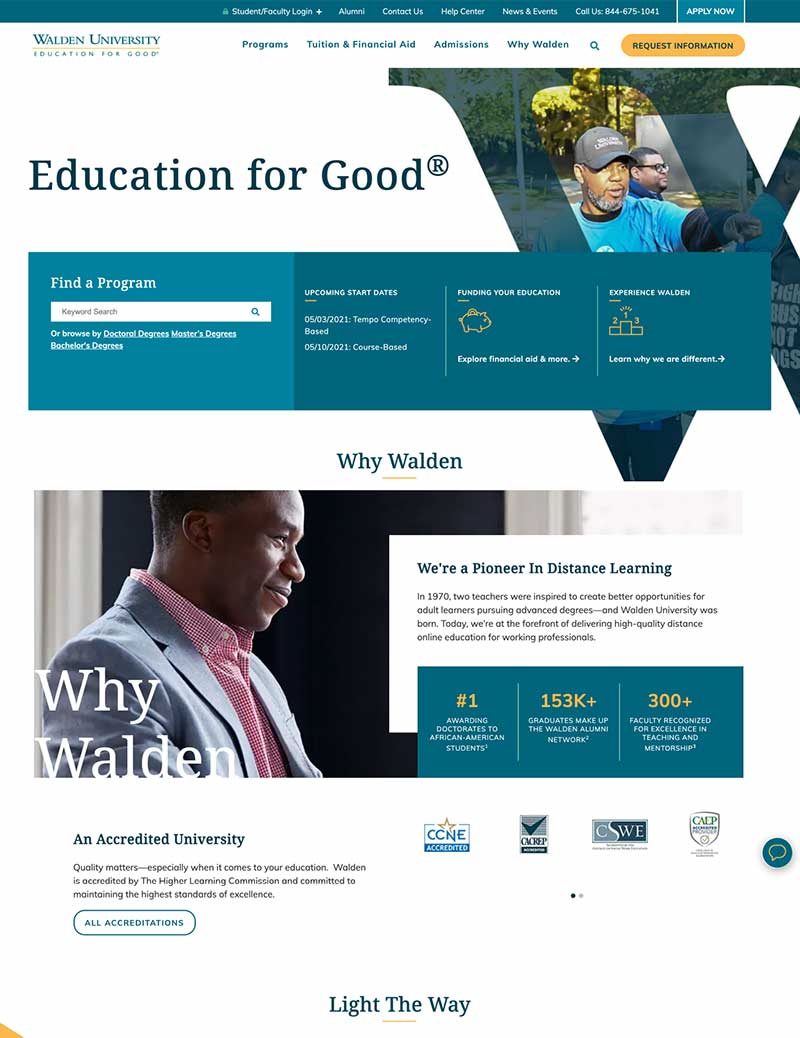 Student/Faculty Login + Alumni Contact Us Help Center News & Events Call Us: 844-675-1041 APPLY NOW
WALDEN UNIVERSITY
EDUCATION FOR GOOD®
Programs Tuition & Financial Aid Admissions Why Walden REQUEST INFORMATION
WALDEN
UNIVERSITY
Education for Good®
Find a Program
Keyword Search
Or browse by Doctoral Degrees Master's Degrees
Bachelor's Degrees
UPCOMING START DATES
05/03/2021: Tempo Competency-
Based
05/10/2021: Course-Based
FUNDING YOUR EDUCATION
Explore financial aid & more. →
EXPERIENCE WALDEN
2 1 3
Learn why we are different.→
Why Walden
We're a Pioneer In Distance Learning
In 1970, two teachers were inspired to create better opportunities for
adult learners pursuing advanced degrees—and Walden University was
born. Today, we're at the forefront of delivering high-quality distance
online education for working professionals.
Why
Walden
#1
AWARDING
DOCTORATES TO
AFRICAN-AMERICAN
STUDENTS¹
153K+
GRADUATES MAKE UP
THE WALDEN ALUMNI
NETWORK²
300+
FACULTY RECOGNIZED
FOR EXCELLENCE IN
TEACHING AND
MENTORSHIP³
An Accredited University
Quality matters—especially when it comes to your education. Walden
is accredited by The Higher Learning Commission and committed to
maintaining the highest standards of excellence.
ALL ACCREDITATIONS
CCNE
ACCREDITED
CACREP
ACCREDITED
CSWE
CAEP
ACCREDITED
PROVIDER
Light The Way